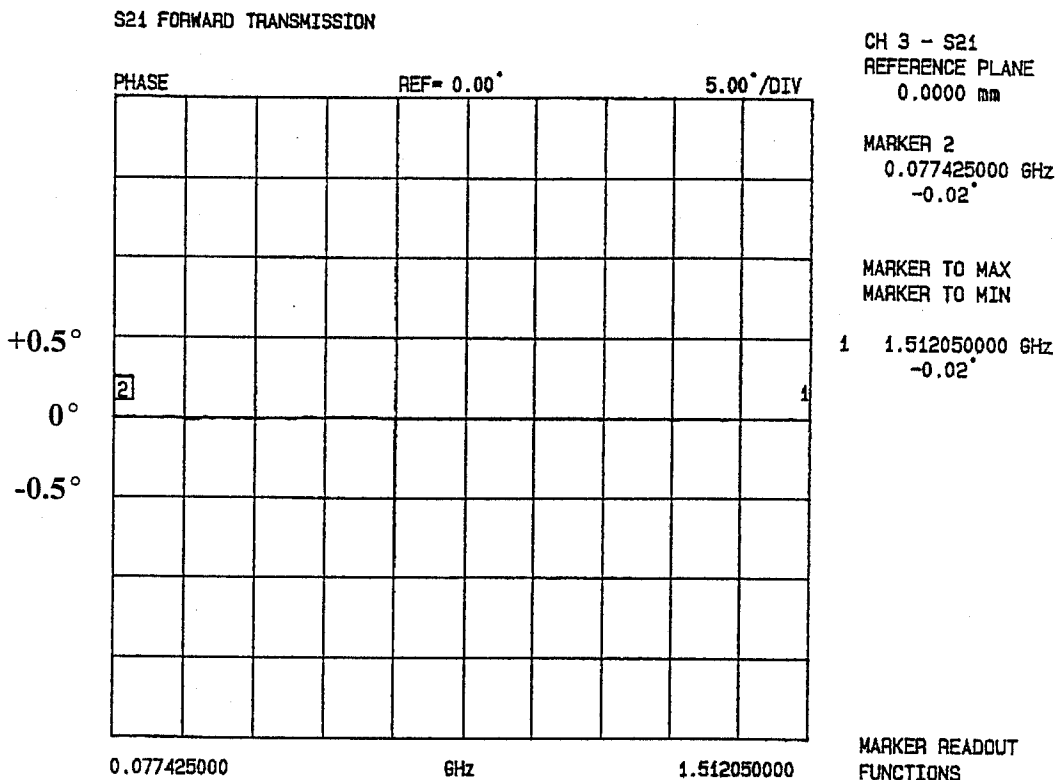 S21 FORWARD TRANSMISSION
PHASE REF= 0.00° 5.00°/DIV
+0.5°
0°
-0.5°
2
1
0.077425000 GHz 1.512050000
CH 3 - S21
REFERENCE PLANE
0.0000 mm
MARKER 2
0.077425000 GHz
-0.02°
MARKER TO MAX
MARKER TO MIN
1 1.512050000 GHz
-0.02°
MARKER READOUT
FUNCTIONS